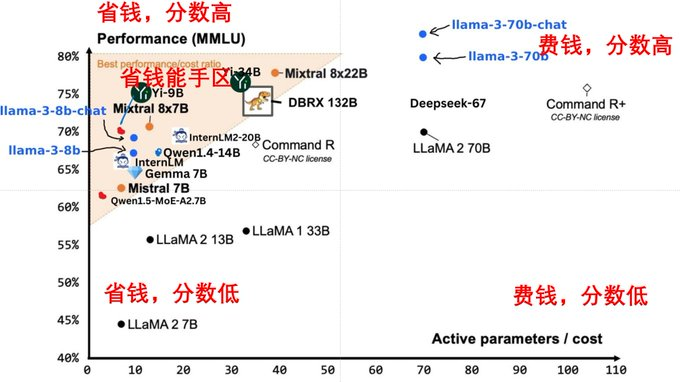 省钱，分数高
Performance (MMLU)
80%
Best performance/cost ratio
省钱能手区
Yi-34B
Mixtral 8x22B
llama-3-70b-chat
llama-3-70b
费钱，分数高
75%
Yi-9B
DBRX 132B
llama-3-8b-chat
Mixtral 8x7B
Deepseek-67
Command R+
CC-BY-NC license
70%
InternLM2-20B
Command R
CC-BY-NC license
LLaMA 2 70B
llama-3-8b
Qwen1.5-14B
65%
InternLM
Gemma 7B
Mistral 7B
Qwen1.5-MoE-A2.7B
60%
55%
LLaMA 2 13B
LLaMA 1 33B
50%
省钱，分数低
费钱，分数低
45%
LLaMA 2 7B
Active parameters / cost
40%
0
10
20
30
40
50
60
70
80
90
100
110